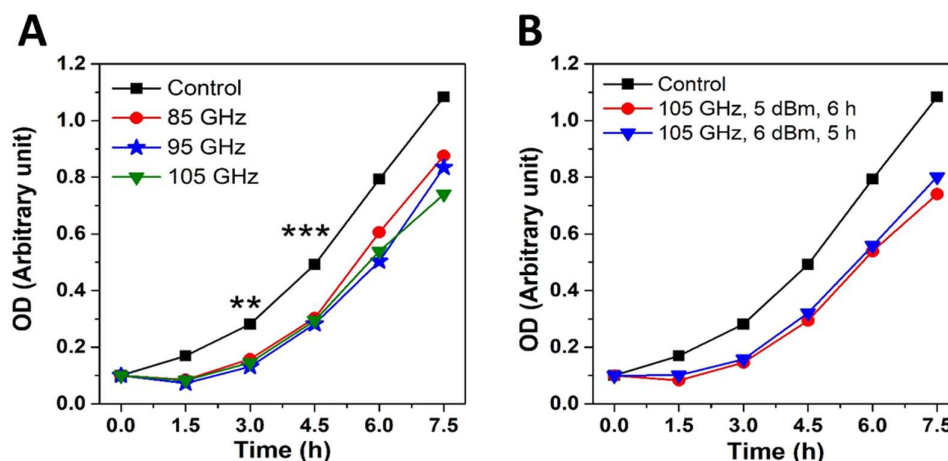 A
1.2
1.0
0.8
0.6
0.4
0.2
0.0
OD (Arbitrary unit)
Control
85 GHz
95 GHz
105 GHz
***
**
0.0 1.5 3.0 4.5 6.0 7.5
Time (h)
B
1.2
1.0
0.8
0.6
0.4
0.2
0.0
OD (Arbitrary unit)
Control
105 GHz, 5 dBm, 6 h
105 GHz, 6 dBm, 5 h
0.0 1.5 3.0 4.5 6.0 7.5
Time (h)